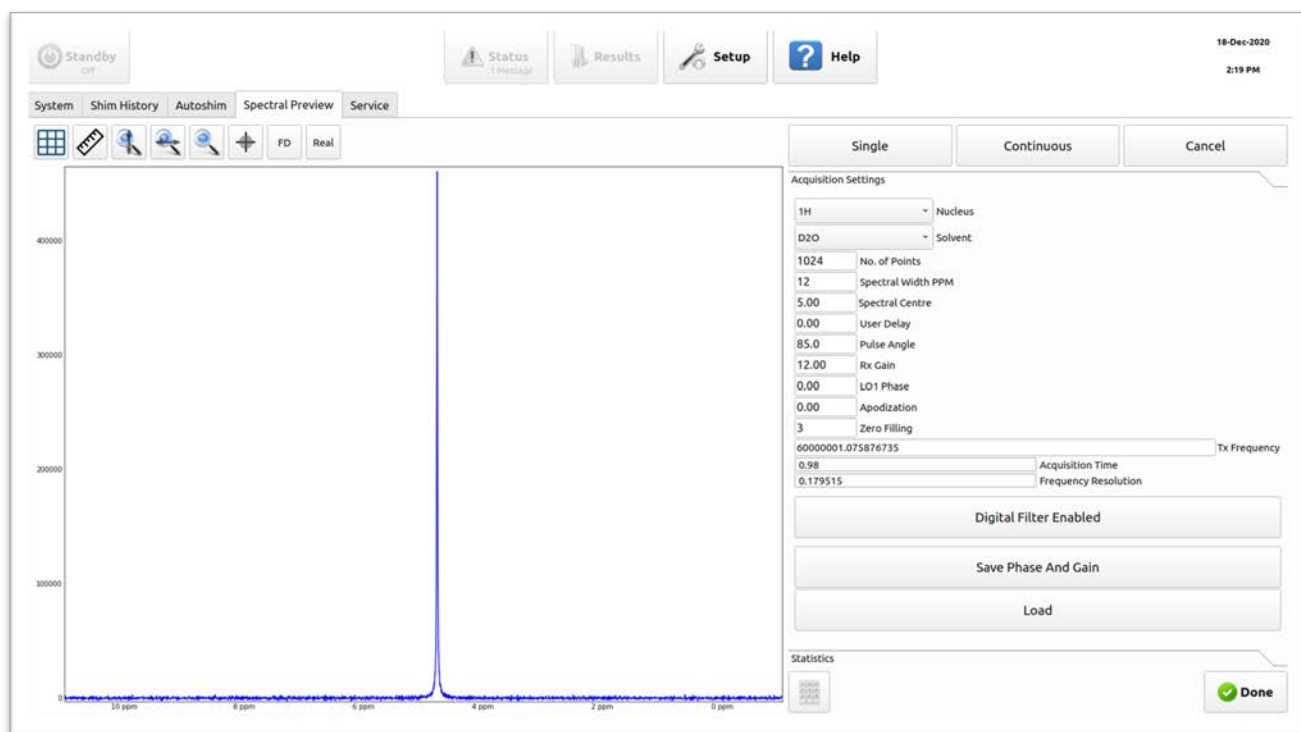 Standby
Off
Status
1 Message
Results
Setup
Help
18-Dec-2020
2:19 PM
System
Shim History
Autoshim
Spectral Preview
Service
FD
Real
Single
Continuous
Cancel
Acquisition Settings
1H Nucleus
D2O Solvent
1024 No. of Points
12 Spectral Width PPM
5.00 Spectral Centre
0.00 User Delay
85.0 Pulse Angle
12.00 Rx Gain
0.00 LO1 Phase
0.00 Apodization
3 Zero Filling
60000001.075876735 Tx Frequency
0.98 Acquisition Time
0.179515 Frequency Resolution
Digital Filter Enabled
Save Phase And Gain
Load
Statistics
Done
400000
300000
200000
100000
0
10 ppm
8 ppm
6 ppm
4 ppm
2 ppm
0 ppm